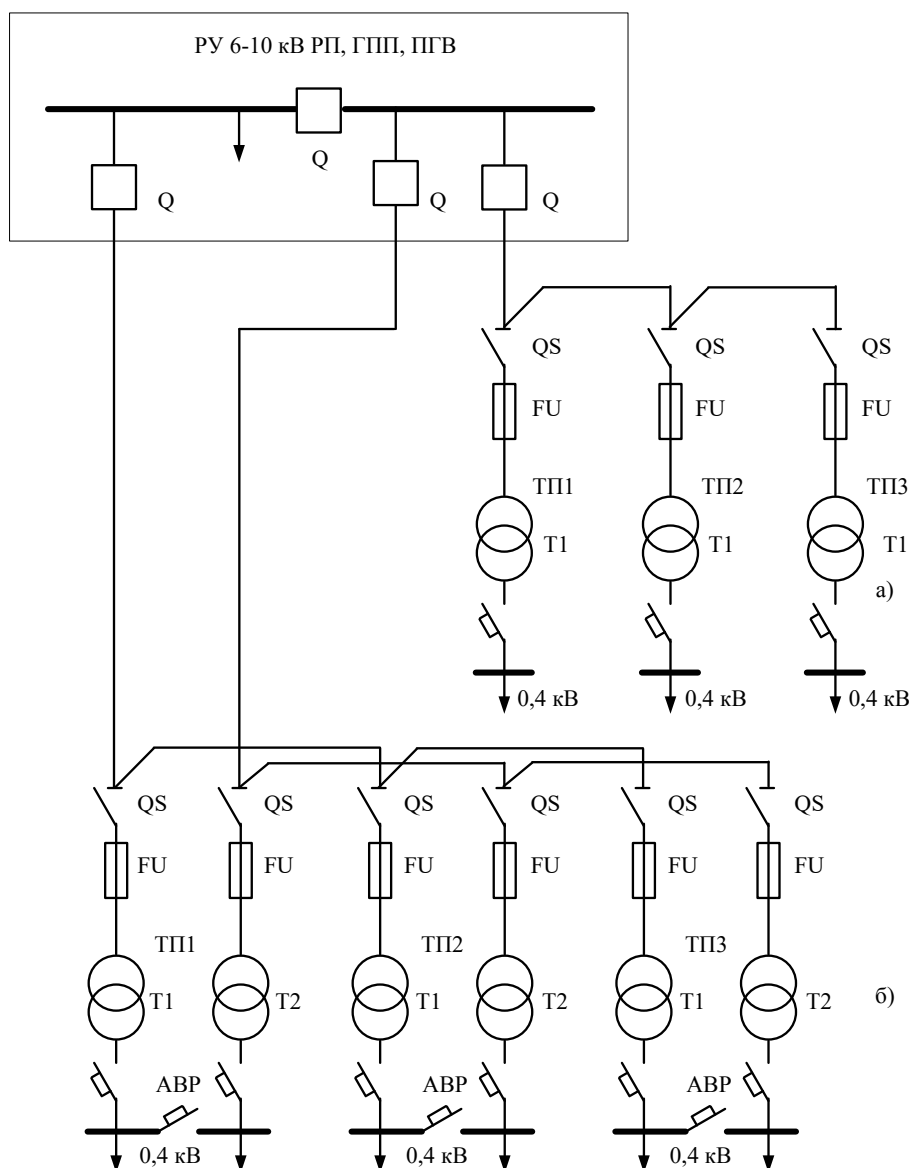 РУ 6-10 кВ РП, ГПП, ПГВ
Q
Q Q Q
QS QS QS
FU FU FU
ТП1 ТП2 ТП3
Т1 Т1 Т1
а)
0,4 кВ 0,4 кВ 0,4 кВ
QS QS QS QS QS QS
FU FU FU FU FU FU
ТП1 ТП2 ТП3
Т1 Т2 Т1 Т2 Т1 Т2 б)
АВР АВР АВР
0,4 кВ 0,4 кВ 0,4 кВ